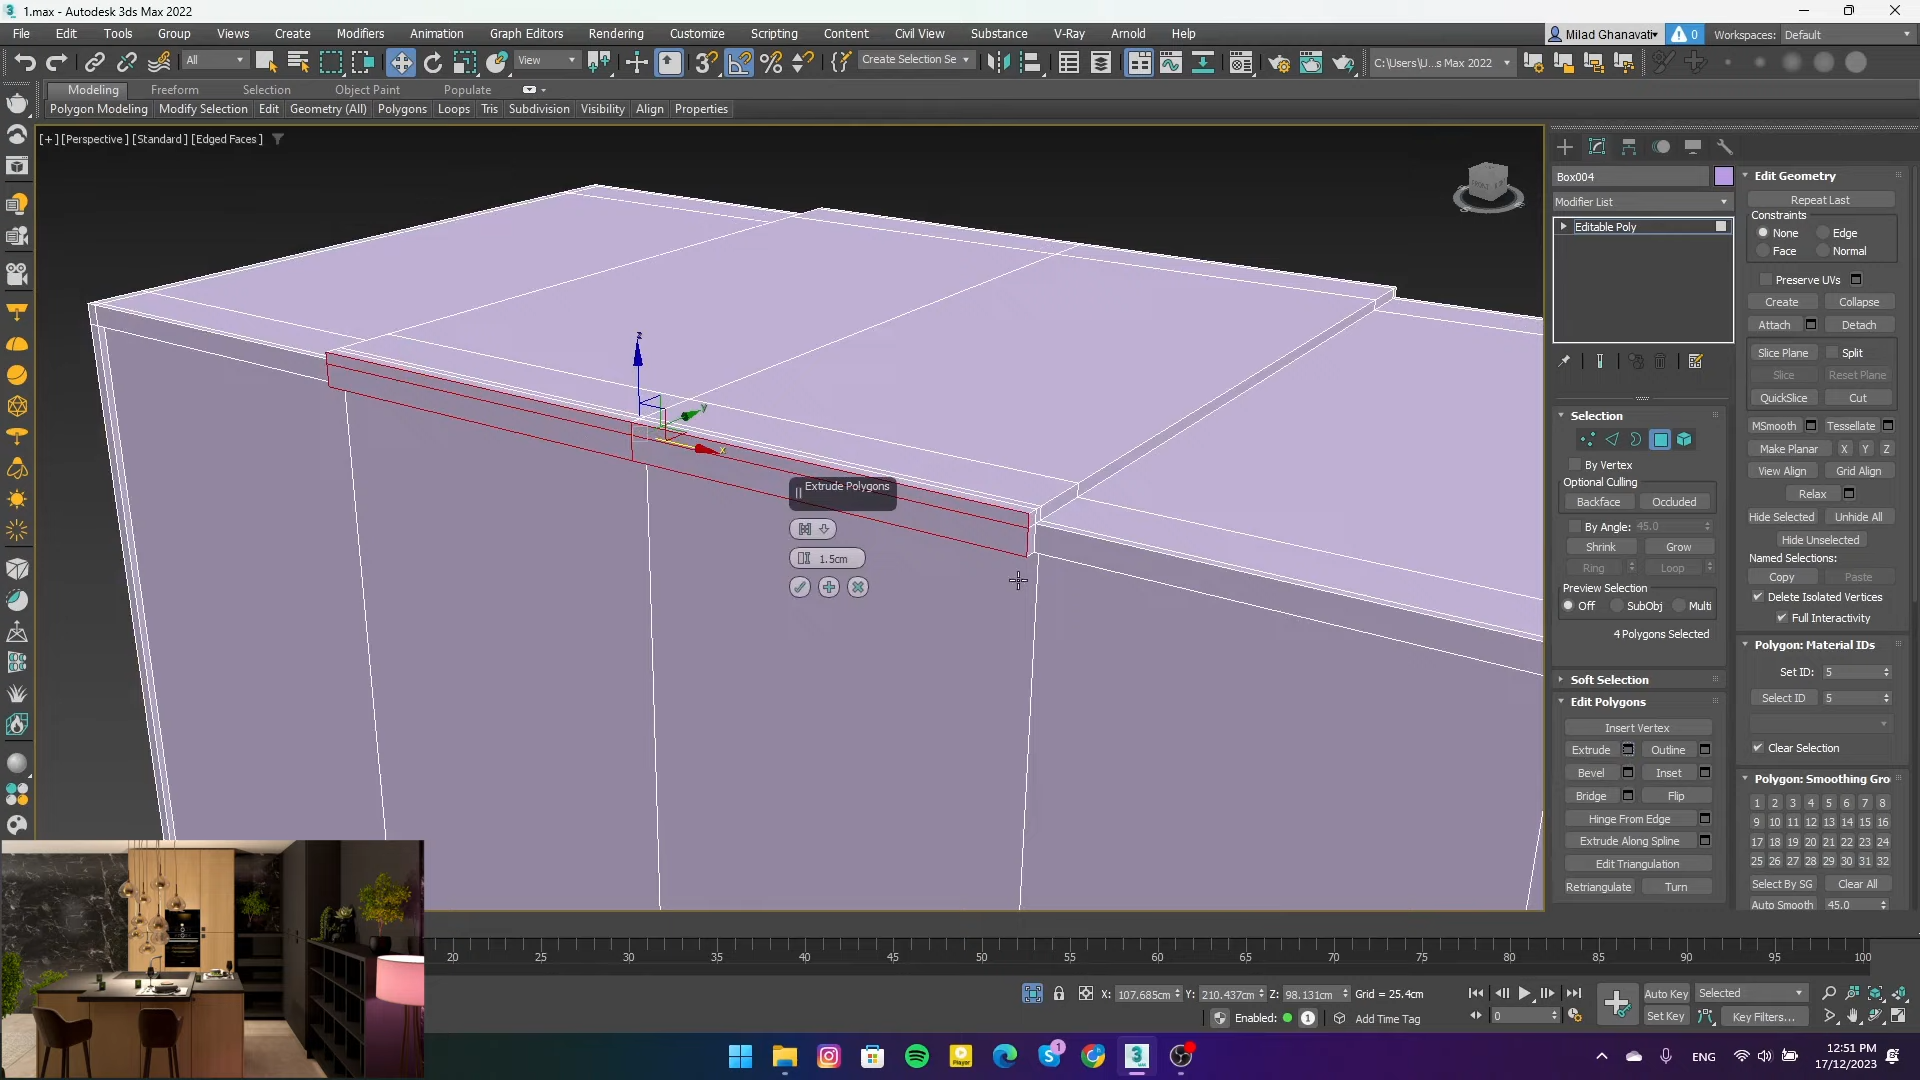 1.max - Autodesk 3ds Max 2022
File Edit Tools Group Views Create Modifiers Animation Graph Editors Rendering Customize Scripting Content Civil View Substance V-Ray Arnold Help
Milad Ghanavati
0
Workspaces: Default
All
View
Create Selection Se
C:\Users\U...s Max 2022
Modeling Freeform Selection Object Paint Populate
Polygon Modeling Modify Selection Edit Geometry (All) Polygons Loops Tris Subdivision Visibility Align Properties
[+] [Perspective] [Standard] [Edged Faces]
FRONT
z
y
x
Extrude Polygons
1.5cm
Box004
Modifier List
Editable Poly
Selection
By Vertex
Optional Culling
Backface Occluded
By Angle: 45.0
Shrink Grow
Ring Loop
Preview Selection
Off SubObj Multi
4 Polygons Selected
Soft Selection
Edit Polygons
Insert Vertex
Extrude Outline
Bevel Inset
Bridge Flip
Hinge From Edge
Extrude Along Spline
Edit Triangulation
Retriangulate Turn
Edit Geometry
Repeat Last
Constraints
None Edge
Face Normal
Preserve UVs
Create Collapse
Attach Detach
Slice Plane Split
Slice Reset Plane
QuickSlice Cut
MSmooth Tessellate
Make Planar X Y Z
View Align Grid Align
Relax
Hide Selected Unhide All
Hide Unselected
Named Selections:
Copy Paste
Delete Isolated Vertices
Full Interactivity
Polygon: Material IDs
Set ID: 5
Select ID 5
Clear Selection
Polygon: Smoothing Gro
1 2 3 4 5 6 7 8
9 10 11 12 13 14 15 16
17 18 19 20 21 22 23 24
25 26 27 28 29 30 31 32
Select By SG Clear All
Auto Smooth 45.0
20 25 30 35 40 45 50 55 60 65 70 75 80 85 90 95 100
X: 107.685cm Y: 210.437cm Z: 98.131cm Grid = 25.4cm
Auto Key Selected
Enabled: 1 Add Time Tag
0
Set Key Key Filters...
Player
1
3
ENG
12:51 PM
17/12/2023